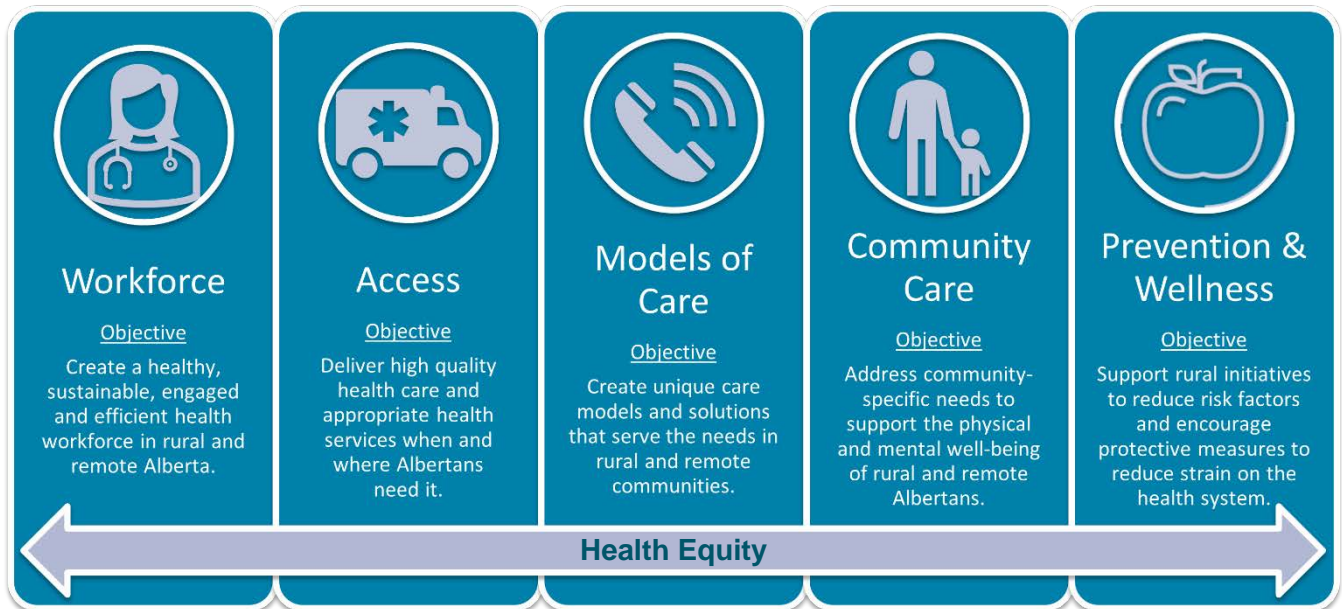 Workforce
Objective
Create a healthy,
sustainable, engaged
and efficient health
workforce in rural and
remote Alberta.
Access
Objective
Deliver high quality
health care and
appropriate health
services when and
where Albertans
need it.
Models of
Care
Objective
Create unique care
models and solutions
that serve the needs in
rural and remote
communities.
Community
Care
Objective
Address community-
specific needs to
support the physical
and mental well-being
of rural and remote
Albertans.
Prevention &
Wellness
Objective
Support rural initiatives
to reduce risk factors
and encourage
protective measures to
reduce strain on the
health system.
Health Equity